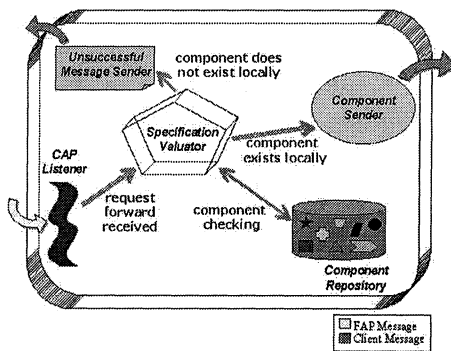 Unsuccessful
Message Sender
component does
not exist locally
Component
Sender
Specification
Valuator
component
exists locally
CAP
Listener
request
forward
received
component
checking
Component
Repository
FAP Message
Client Message